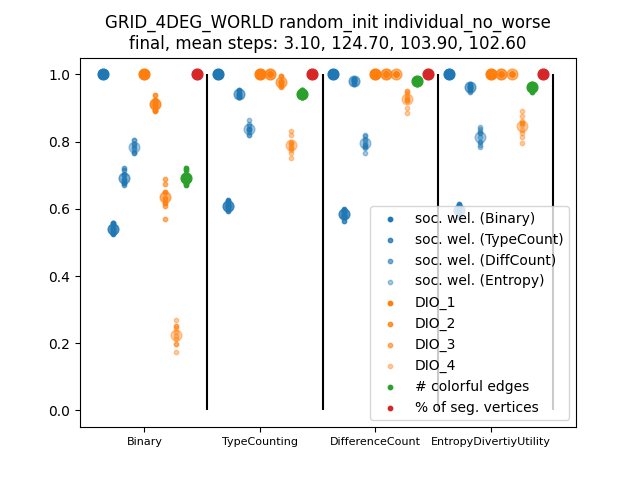 GRID_4DEG_WORLD random_init individual_no_worse
final, mean steps: 3.10, 124.70, 103.90, 102.60
1.0
0.8
0.6
0.4
0.2
0.0
soc. wel. (Binary)
soc. wel. (TypeCount)
soc. wel. (DiffCount)
soc. wel. (Entropy)
DIO_1
DIO_2
DIO_3
DIO_4
# colorful edges
% of seg. vertices
Binary TypeCounting DifferenceCount EntropyDivertiyUtility